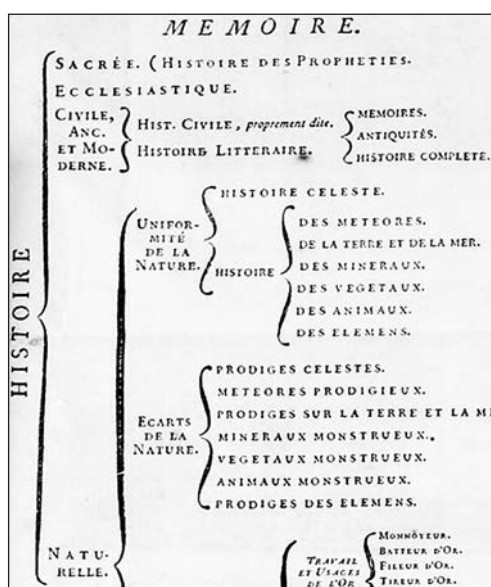 MEMOIRE.
SACRÉE. (HISTOIRE DES PROPHETIES.
ECCLESIASTIQUE.
CIVILE,
ANC.
ET MO-
DERNE.
HIST. CIVILE, proprement dite.
HISTOIRE LITTERAIRE.
MEMOIRES.
ANTIQUITÉS.
HISTOIRE COMPLETE.
HISTOIRE
NATU-
RELLE.
UNIFOR-
MITÉ
DE LA
NATURE.
HISTOIRE CELESTE.
HISTOIRE
DES METEORES.
DE LA TERRE ET DE LA MER.
DES MINERAUX.
DES VEGETAUX.
DES ANIMAUX.
DES ELEMENS.
ECARTS
DE LA
NATURE.
PRODIGES CELESTES.
METEORES PRODIGIEUX.
PRODIGES SUR LA TERRE ET LA M
MINERAUX MONSTRUEUX.
VEGETAUX MONSTRUEUX.
ANIMAUX MONSTRUEUX.
PRODIGES DES ELEMENS.
TRAVAIL
ET USAGES
DE L'OR
MONNOYEUR.
BATTEUR D'OR.
FILEUR D'OR.
TIREUR D'OR.